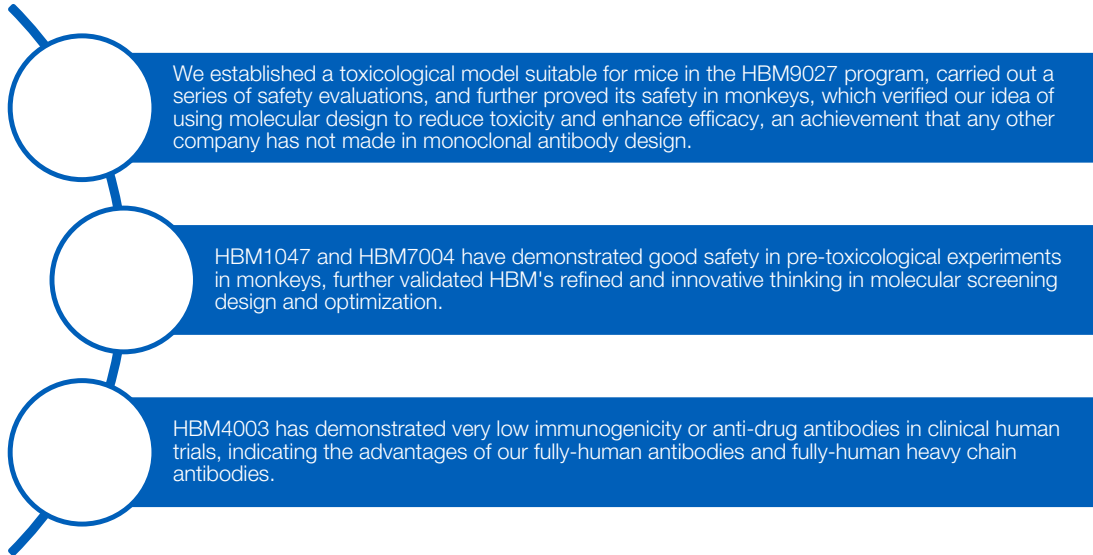 We established a toxicological model suitable for mice in the HBM9027 program, carried out a
series of safety evaluations, and further proved its safety in monkeys, which verified our idea of
using molecular design to reduce toxicity and enhance efficacy, an achievement that any other
company has not made in monoclonal antibody design.
HBM1047 and HBM7004 have demonstrated good safety in pre-toxicological experiments
in monkeys, further validated HBM's refined and innovative thinking in molecular screening
design and optimization.
HBM4003 has demonstrated very low immunogenicity or anti-drug antibodies in clinical human
trials, indicating the advantages of our fully-human antibodies and fully-human heavy chain
antibodies.